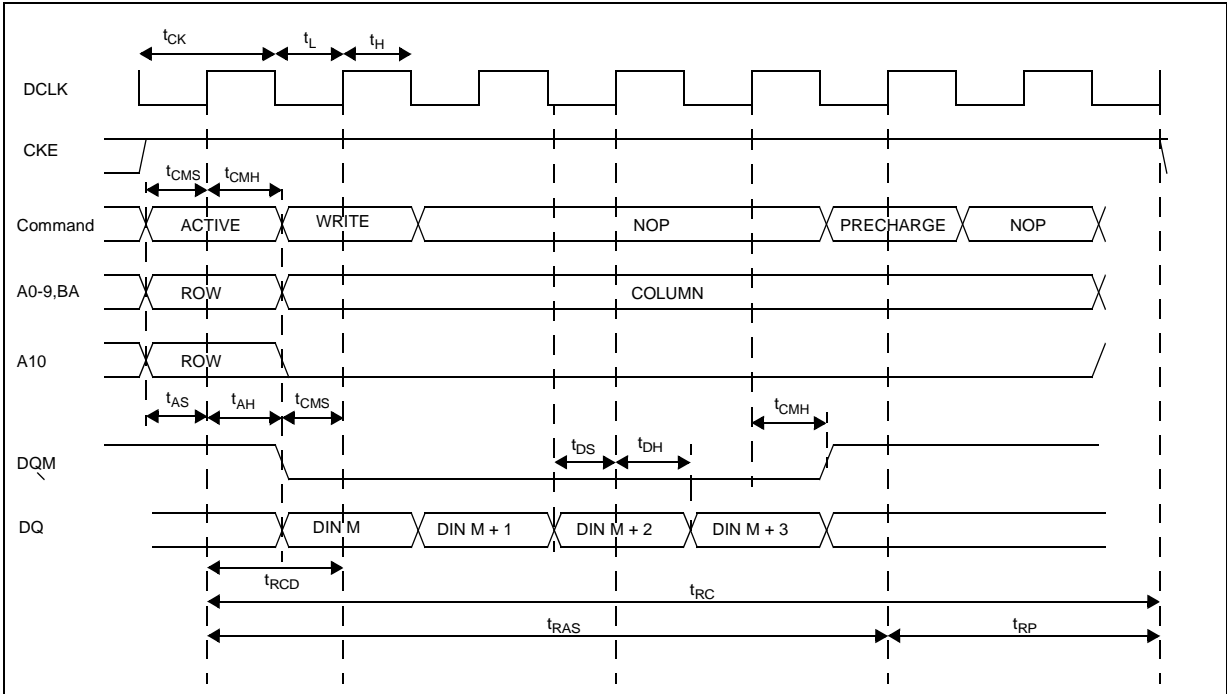 tCK tL tH
DCLK
CKE
tCMS tCMH
Command ACTIVE WRITE NOP PRECHARGE NOP
A0-9,BA ROW COLUMN
A10 ROW
tAS tAH tCMS tCMH
tDS tDH
DQM
DQ DIN M DIN M + 1 DIN M + 2 DIN M + 3
tRCD
tRC
tRAS tRP